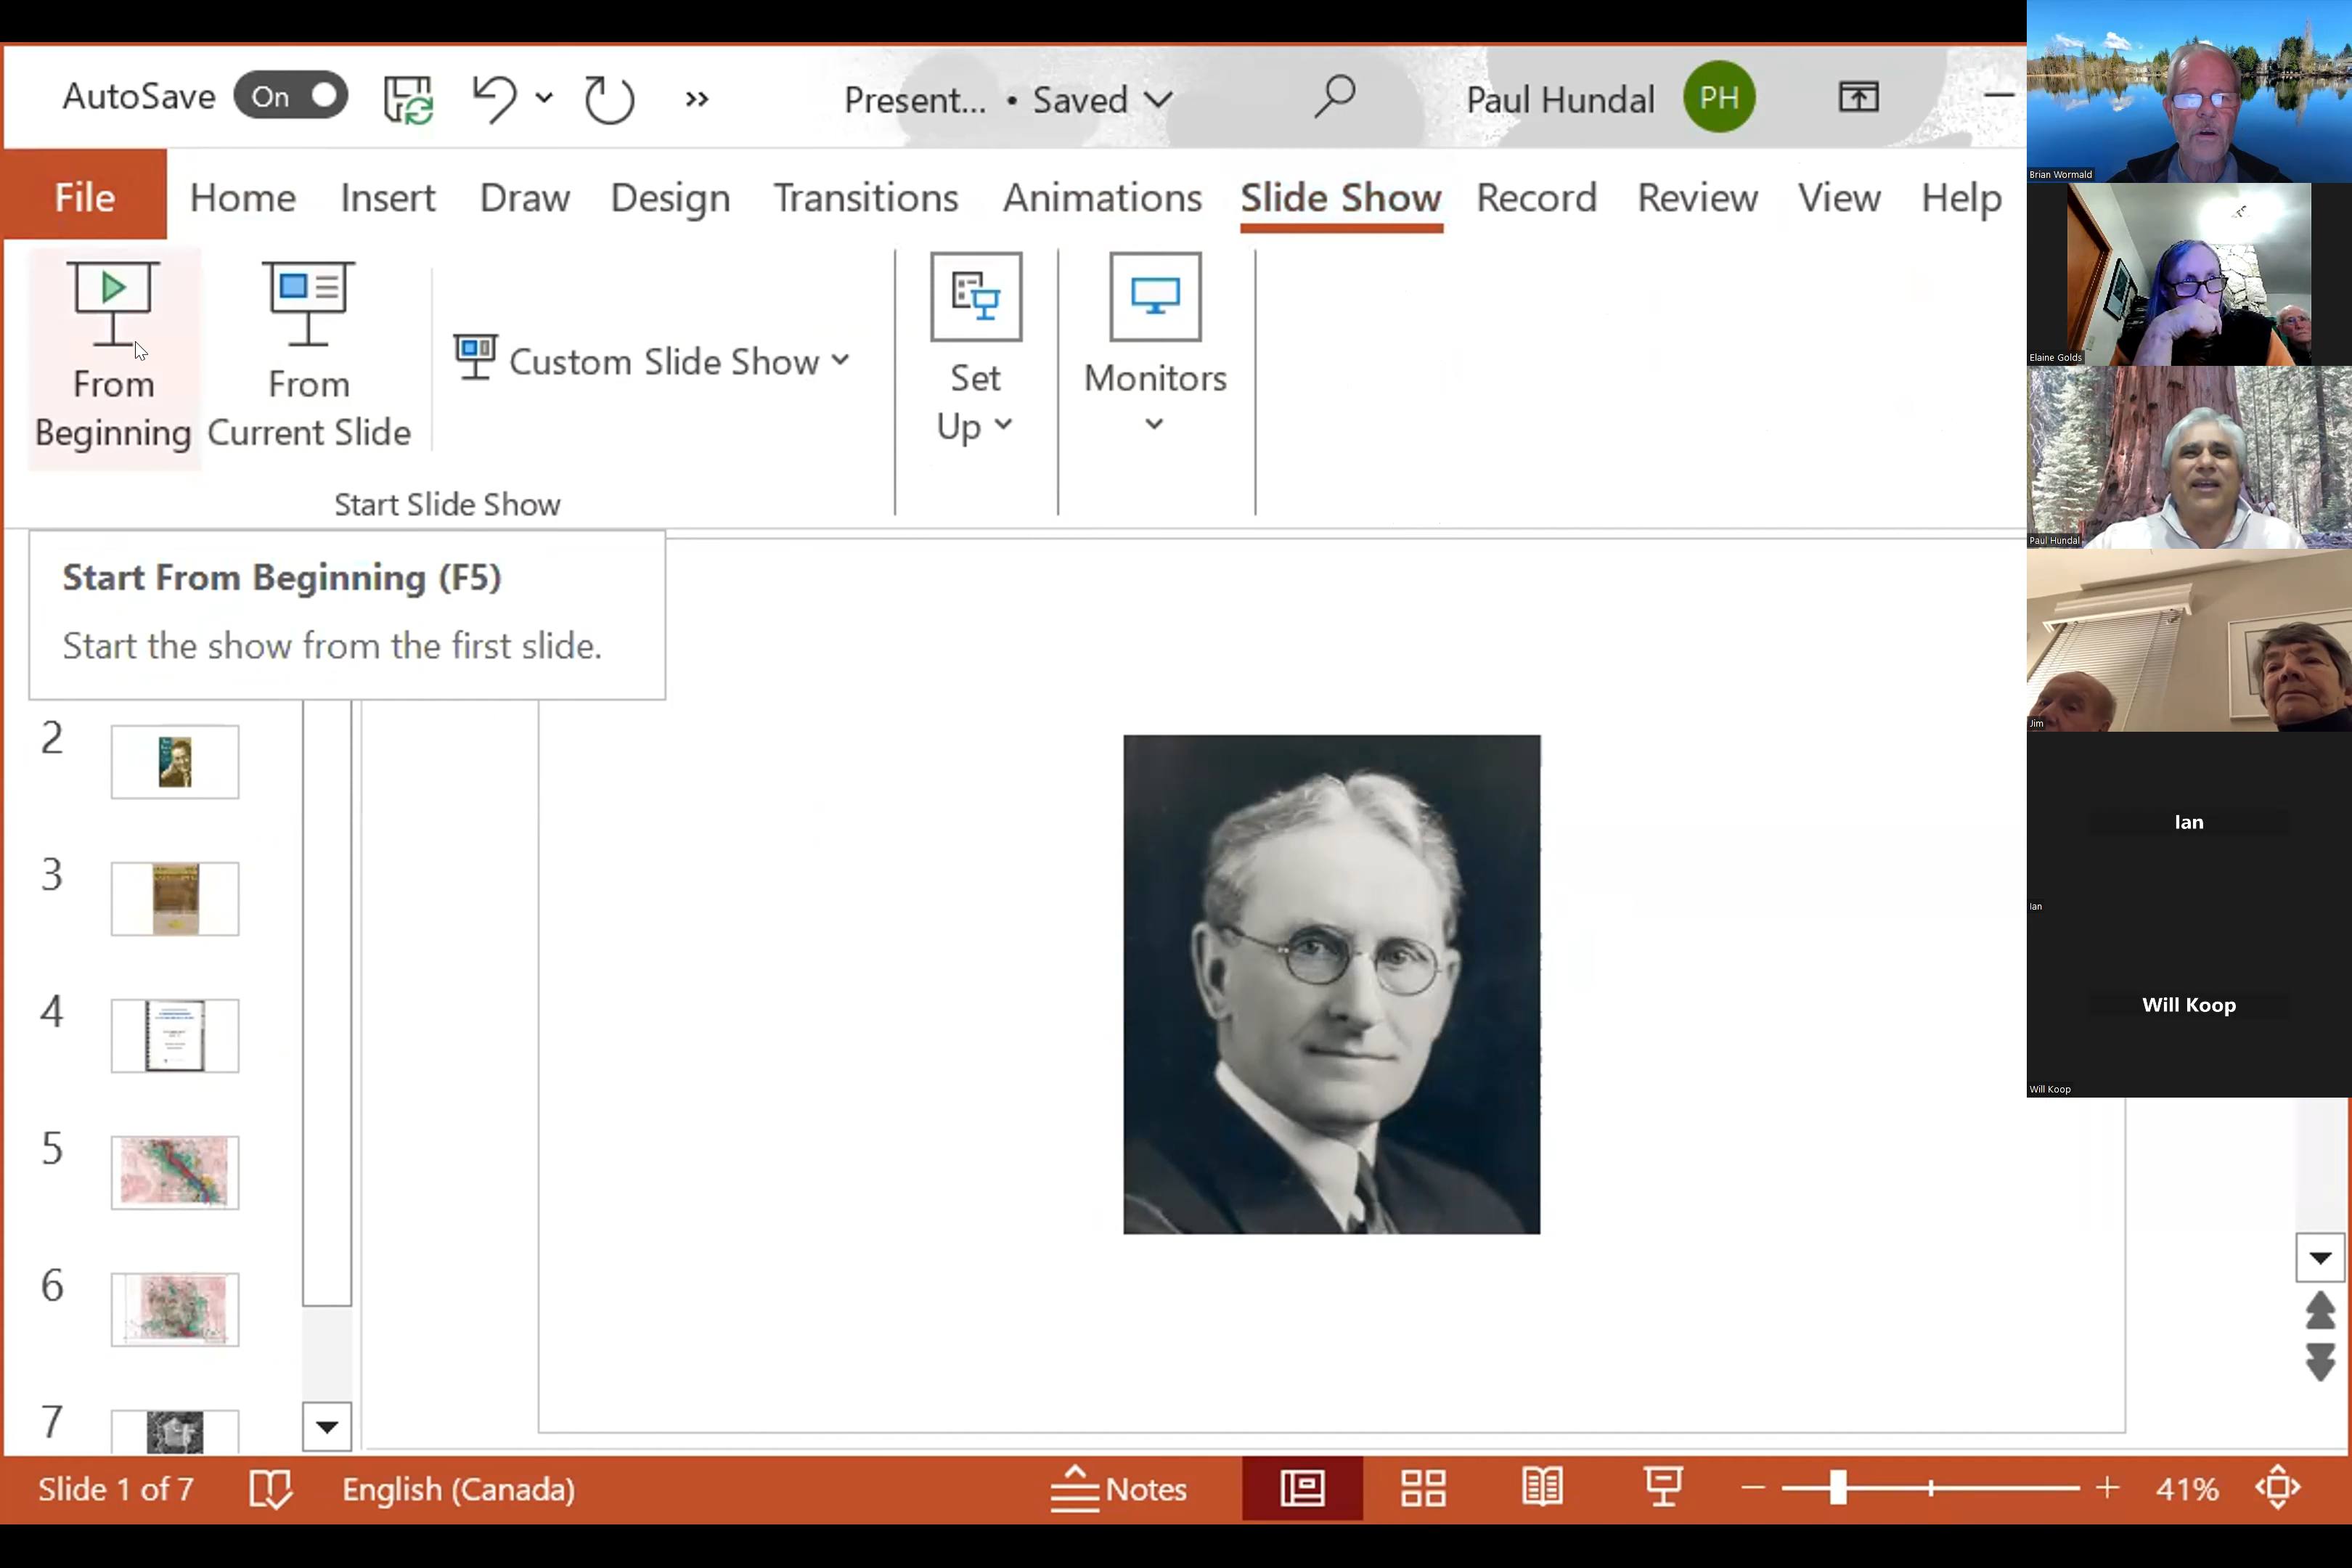 AutoSave On Present... • Saved Paul Hundal PH
File Home Insert Draw Design Transitions Animations Slide Show Record Review View Help
From
Beginning
From
Current Slide
Custom Slide Show
Set
Up
Monitors
Start Slide Show
Start From Beginning (F5)
Start the show from the first slide.
2
3
4
5
6
7
Slide 1 of 7 English (Canada) Notes 41%
Brian Wormald
Elaine Golds
Paul Hundal
Jim
Ian
Ian
Will Koop
Will Koop